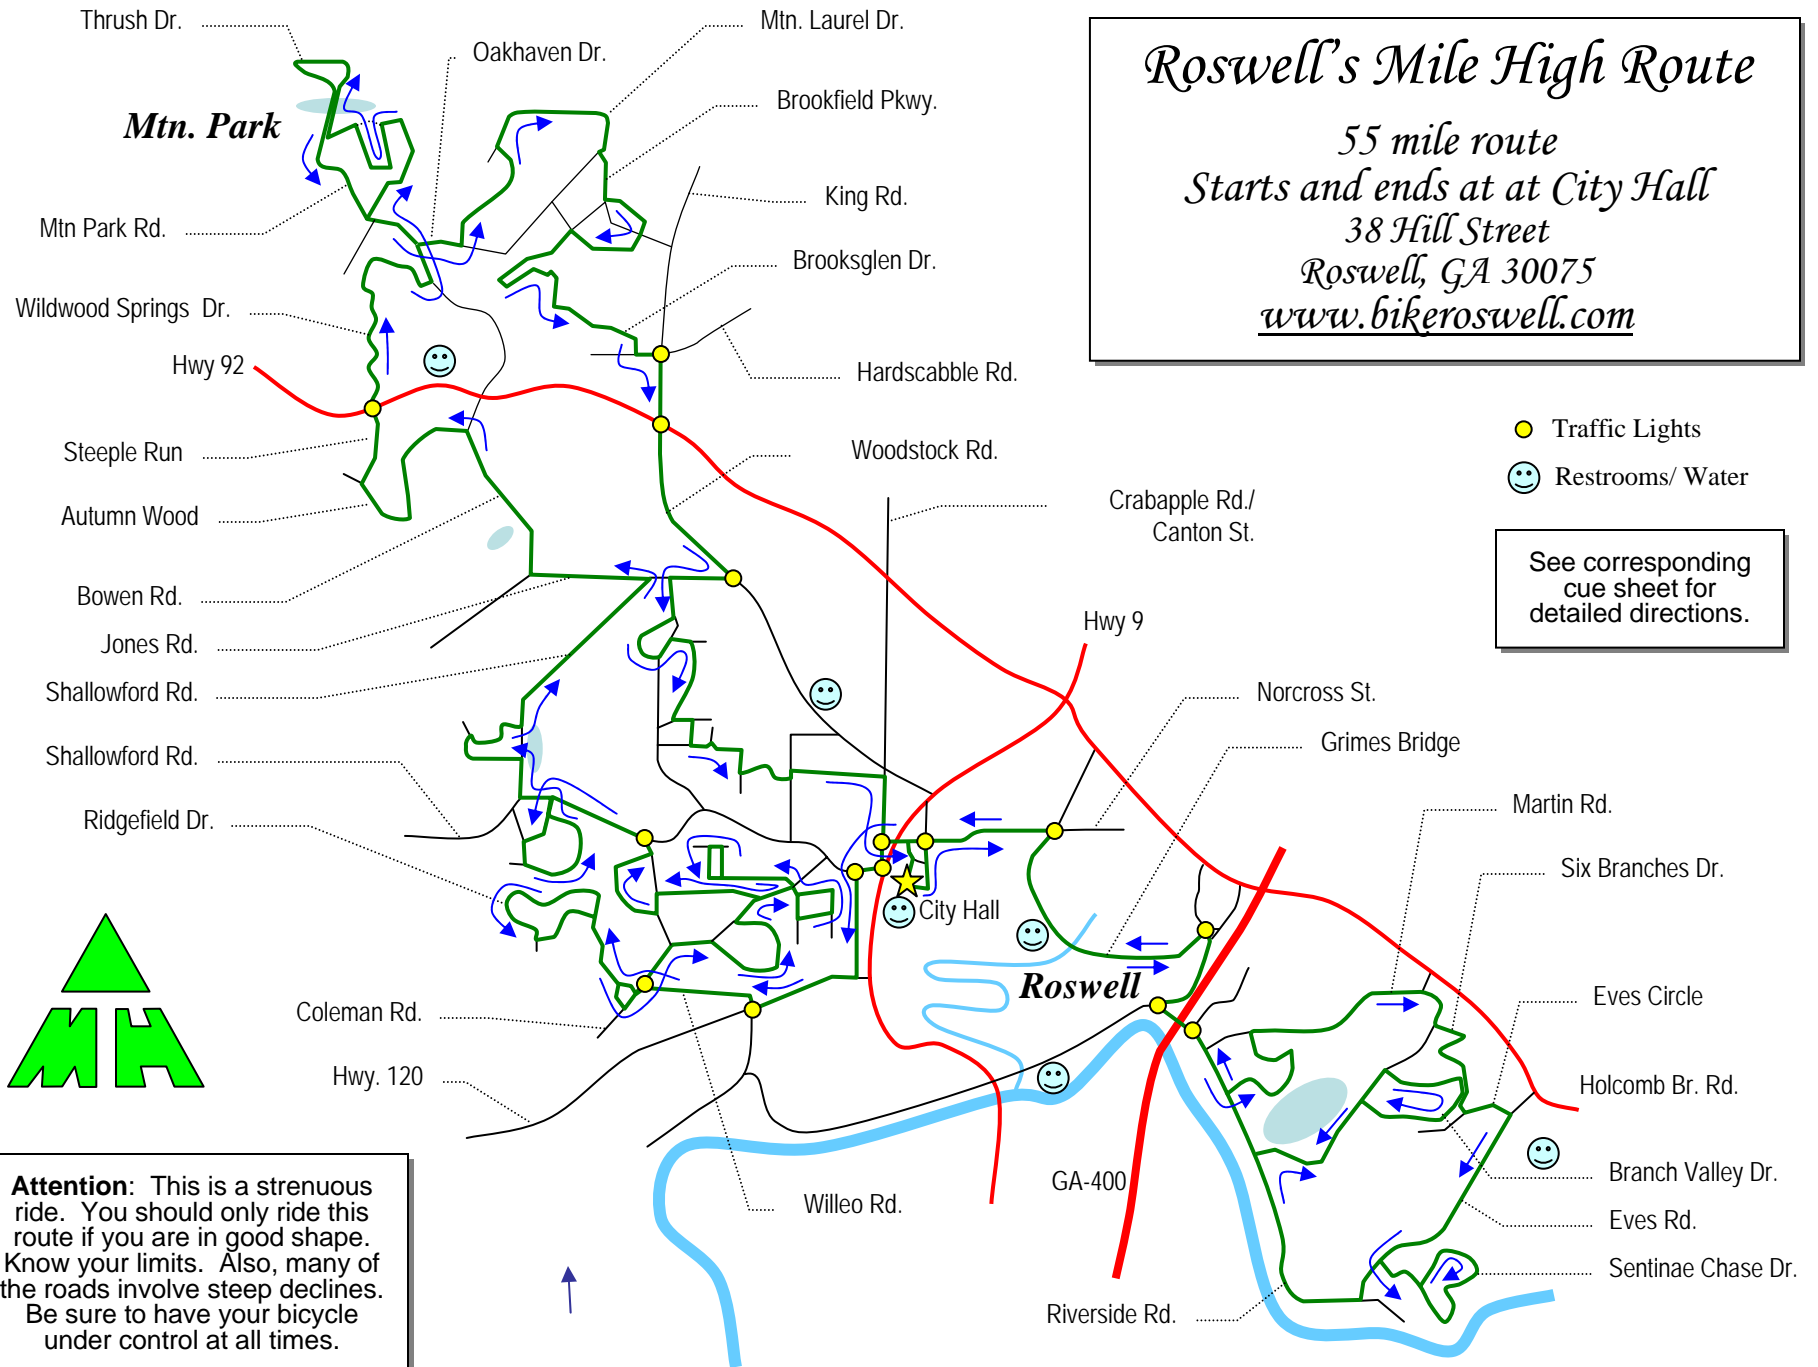 Thrush Dr.
Oakhaven Dr.
Mtn. Laurel Dr.
Brookfield Pkwy.
Mtn. Park
King Rd.
Mtn Park Rd.
Brooksglen Dr.
Wildwood Springs Dr.
Hwy 92
Hardscabble Rd.
Steeple Run
Woodstock Rd.
Autumn Wood
Crabapple Rd./
Canton St.
Bowen Rd.
Jones Rd.
Hwy 9
Shallowford Rd.
Norcross St.
Shallowford Rd.
Grimes Bridge
Ridgefield Dr.
Martin Rd.
Six Branches Dr.
City Hall
Roswell
Coleman Rd.
Eves Circle
Hwy. 120
Holcomb Br. Rd.
GA-400
Branch Valley Dr.
Willeo Rd.
Eves Rd.
Sentinae Chase Dr.
Riverside Rd.
Roswell's Mile High Route
55 mile route
Starts and ends at at City Hall
38 Hill Street
Roswell, GA 30075
www.bikeroswell.com
Traffic Lights
Restrooms/ Water
See corresponding
cue sheet for
detailed directions.
MH
Attention: This is a strenuous
ride. You should only ride this
route if you are in good shape.
Know your limits. Also, many of
the roads involve steep declines.
Be sure to have your bicycle
under control at all times.